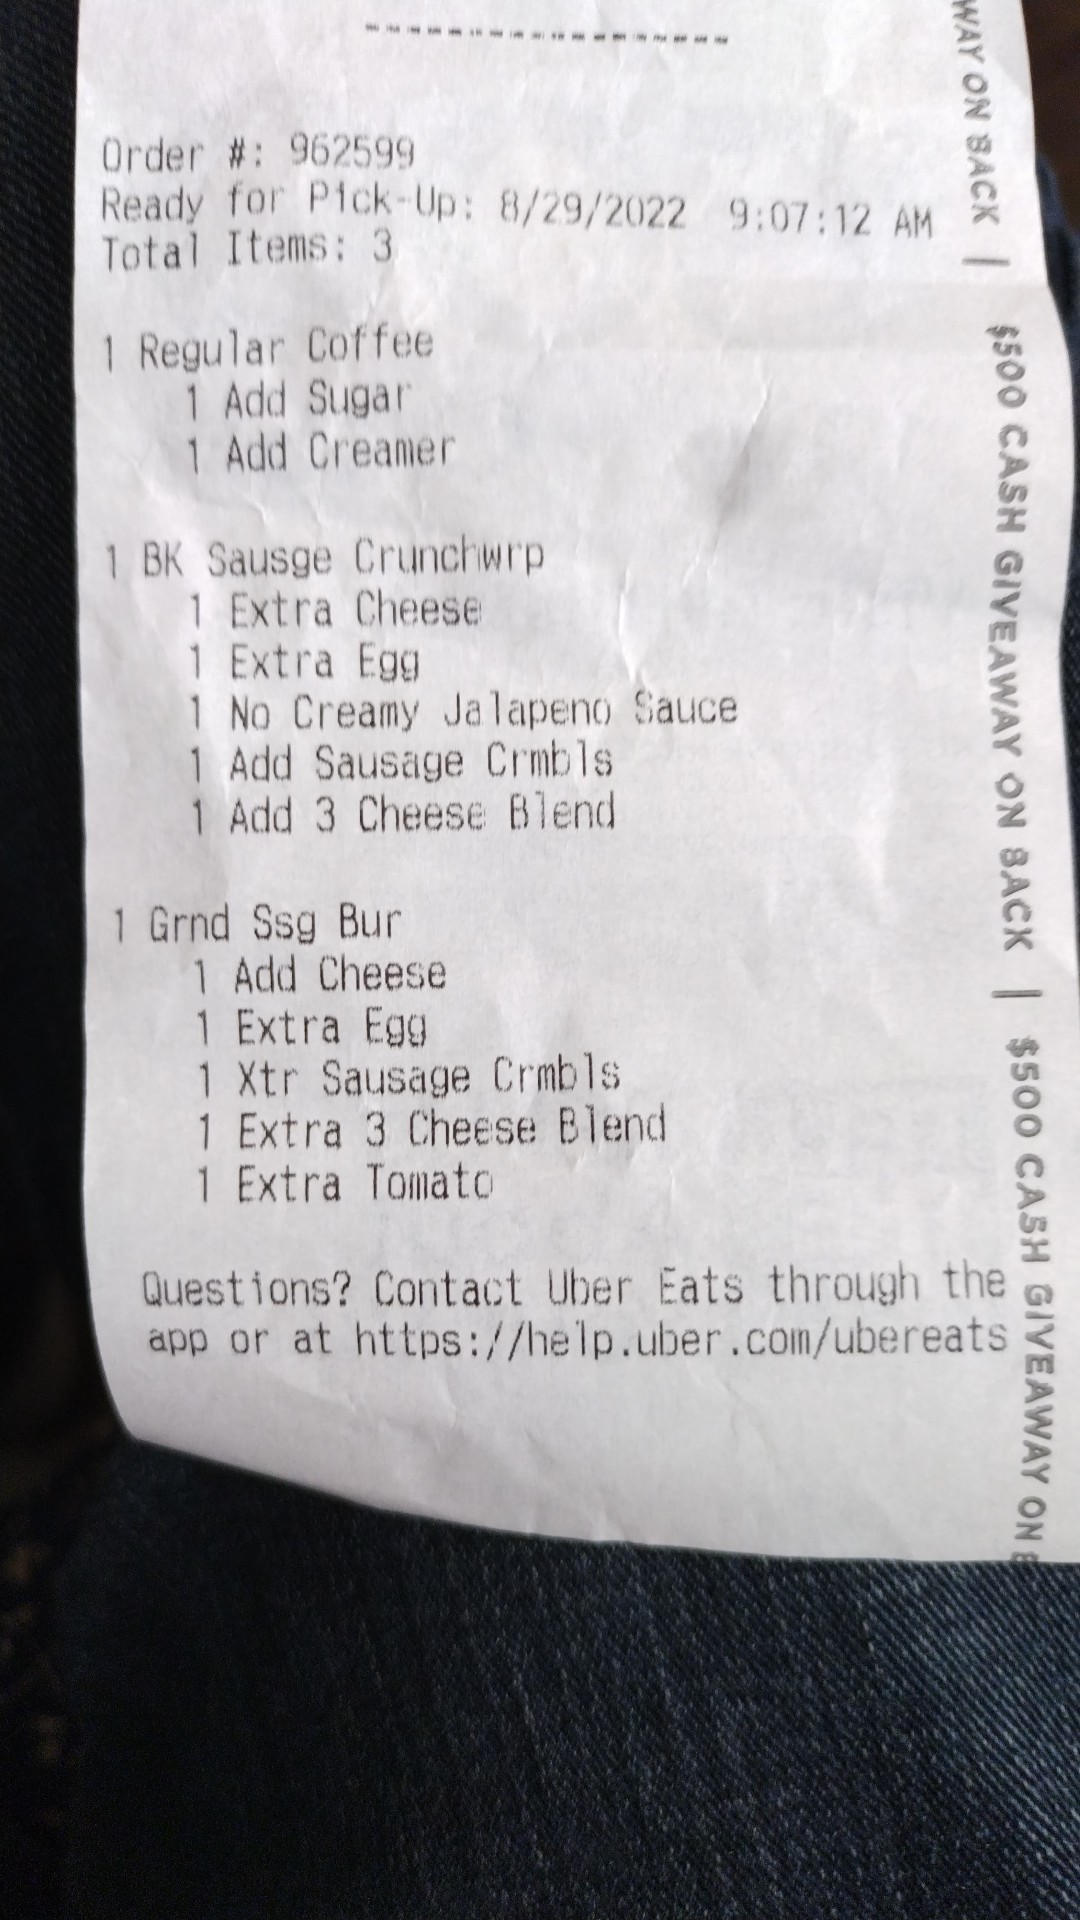 Order #: 962599
Ready for Pick-Up: 8/29/2022 9:07:12 AM
Total Items: 3
1 Regular Coffee
1 Add Sugar
1 Add Creamer
1 BK Sausge Crunchwrp
1 Extra Cheese
1 Extra Egg
1 No Creamy Jalapeno Sauce
1 Add Sausage Crmbls
1 Add 3 Cheese Blend
1 Grnd Ssg Bur
1 Add Cheese
1 Extra Egg
1 Xtr Sausage Crmbls
1 Extra 3 Cheese Blend
1 Extra Tomato
Questions? Contact Uber Eats through the
app or at https://help.uber.com/ubereats
WAY ON BACK | $500 CASH GIVEAWAY ON BACK | $500 CASH GIVEAWAY ON